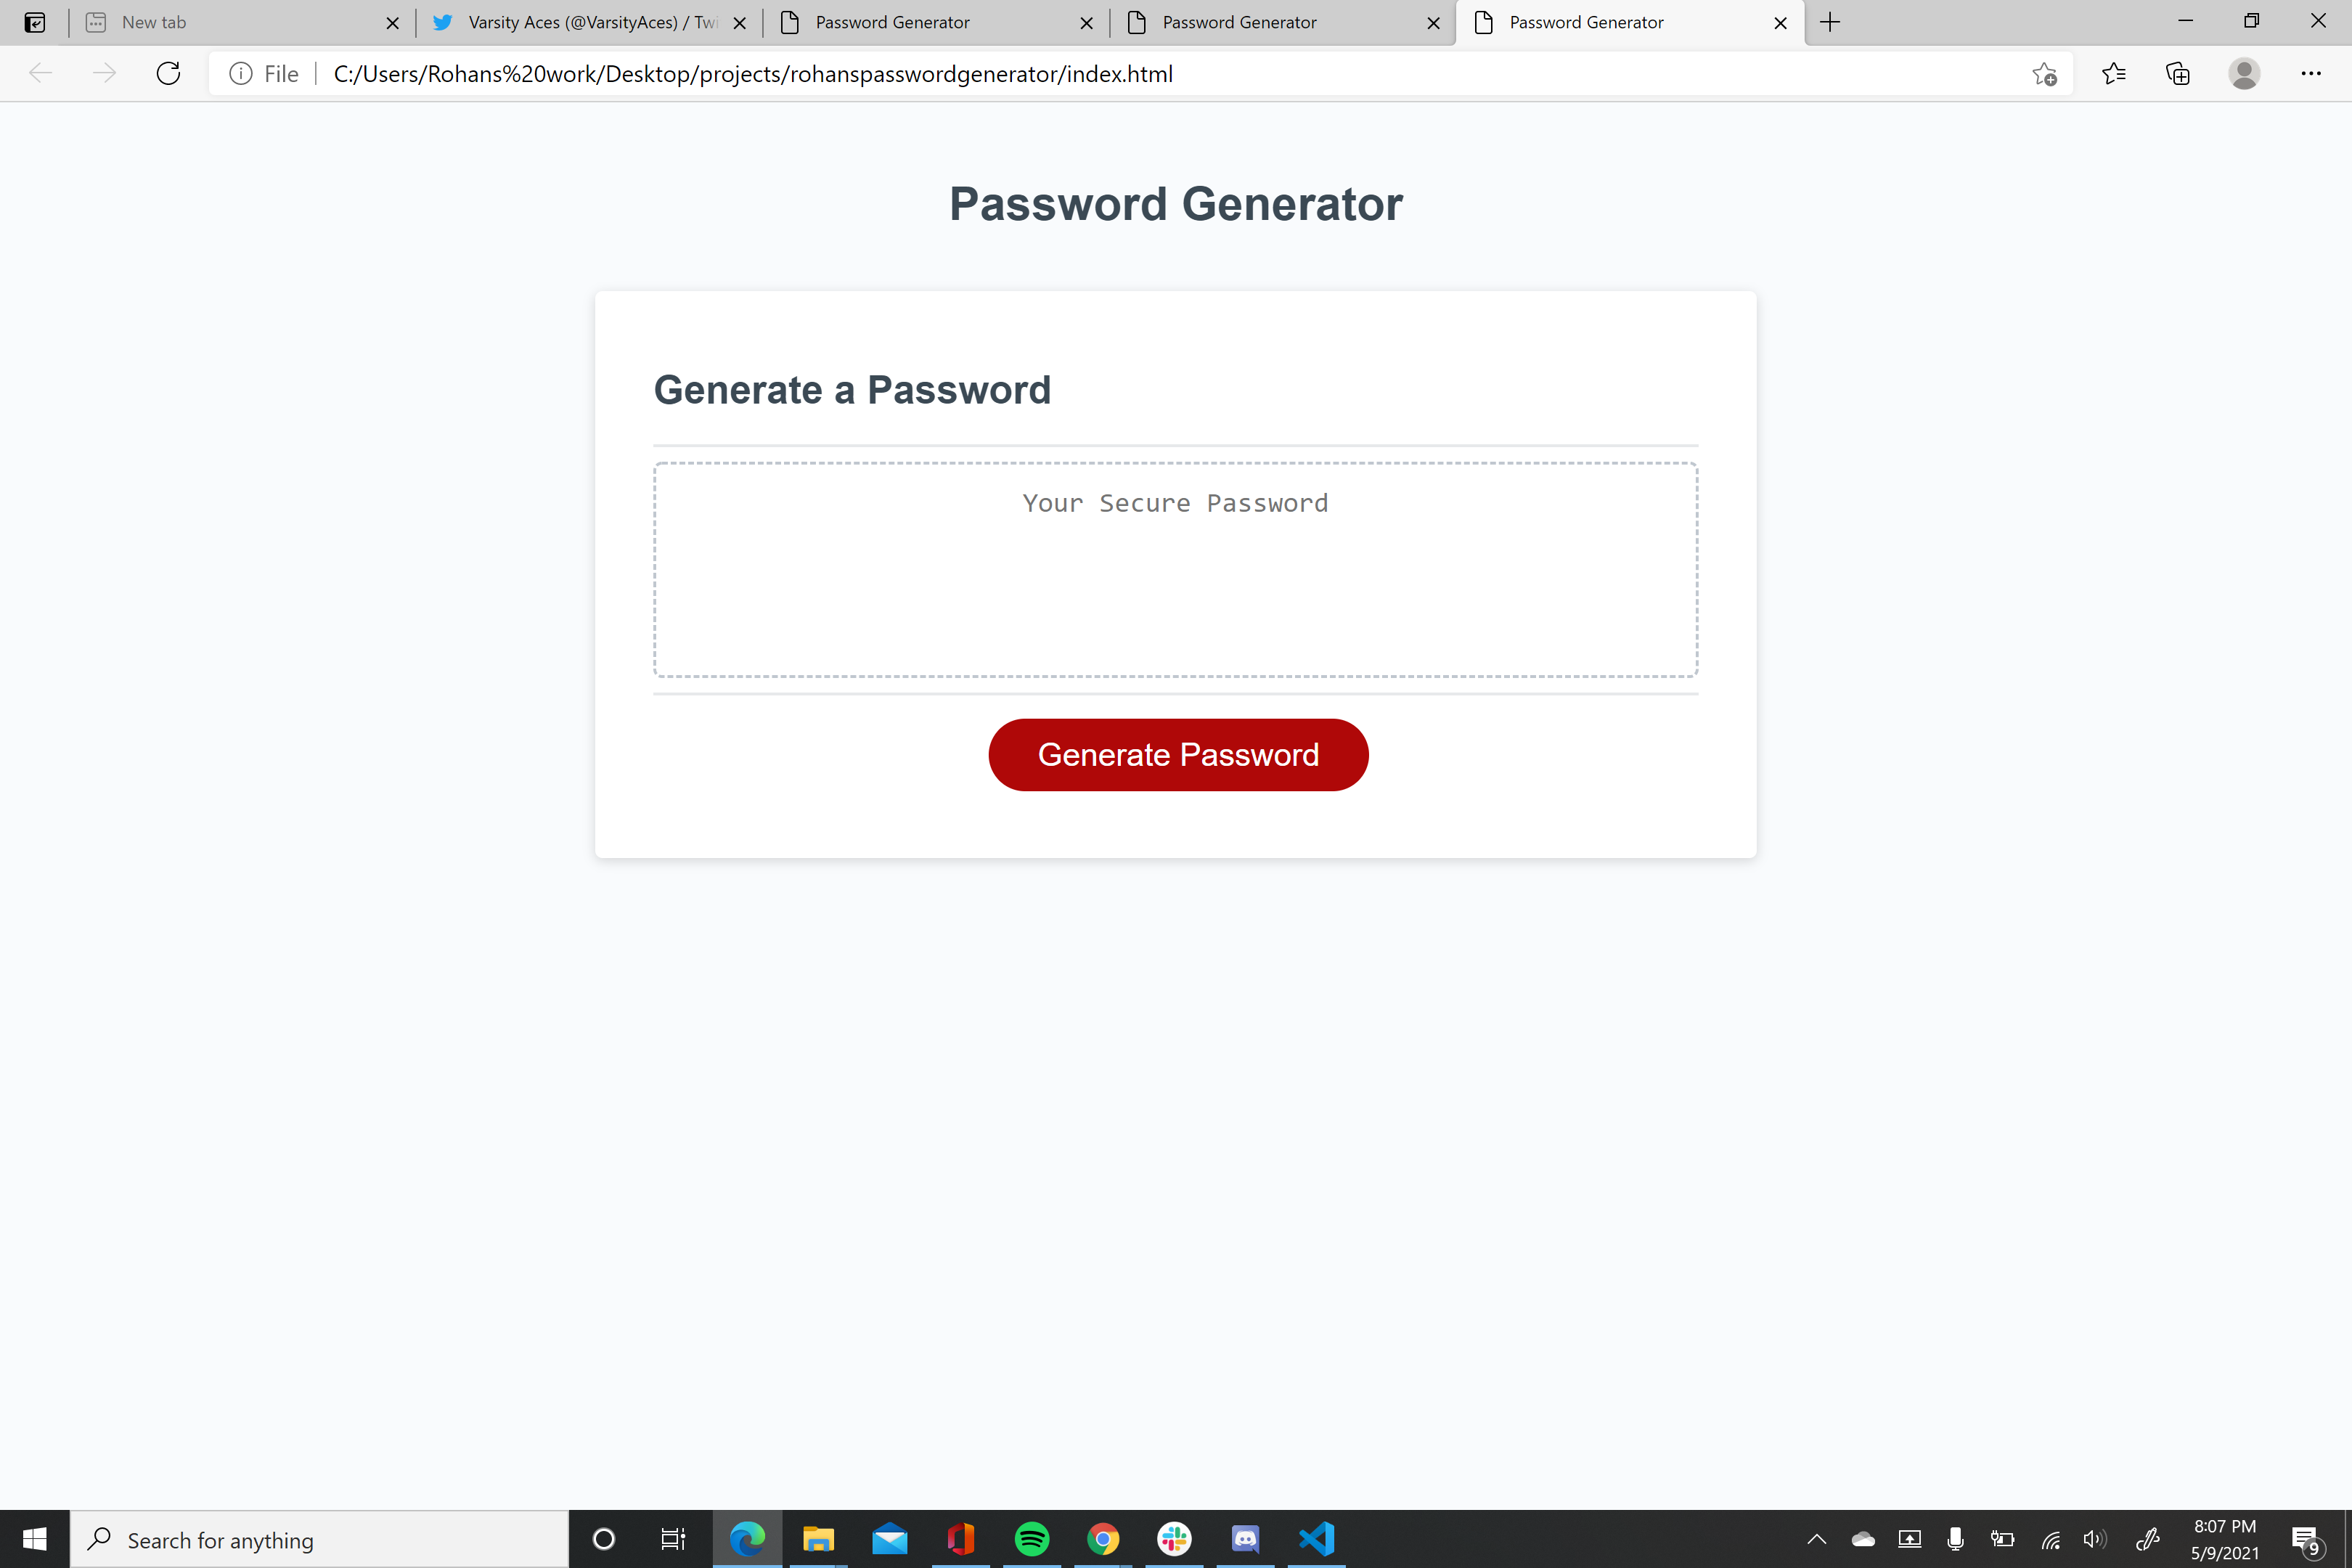 New tab
Varsity Aces (@VarsityAces) / Twi
Password Generator
Password Generator
Password Generator
File
C:/Users/Rohans%20work/Desktop/projects/rohanspasswordgenerator/index.html
Password Generator
Generate a Password
Your Secure Password
Generate Password
Search for anything
8:07 PM
5/9/2021
9